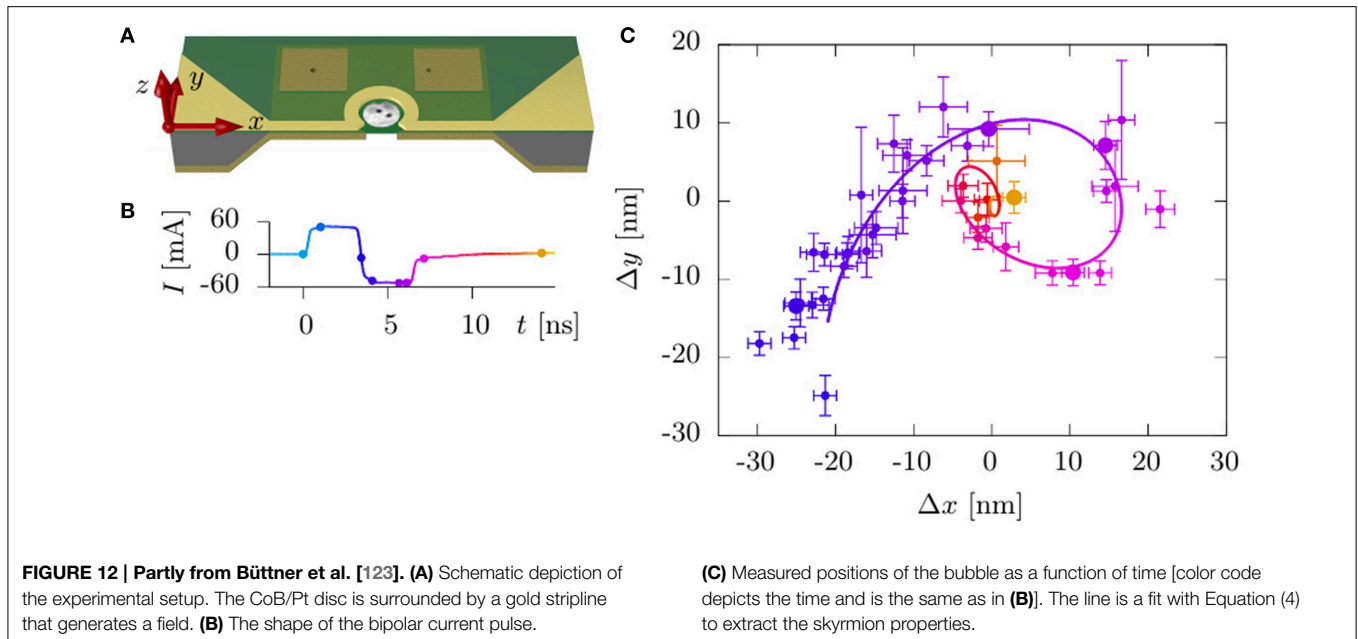 A
z
y
x
B
I [mA]
60
0
-60
0 5 10 t [ns]
C
Δy [nm]
20
10
0
-10
-20
-30
-30 -20 -10 0 10 20 30
Δx [nm]
FIGURE 12 | Partly from Büttner et al. [123]. (A) Schematic depiction of
the experimental setup. The CoB/Pt disc is surrounded by a gold stripline
that generates a field. (B) The shape of the bipolar current pulse.
(C) Measured positions of the bubble as a function of time [color code
depicts the time and is the same as in (B)]. The line is a fit with Equation (4)
to extract the skyrmion properties.